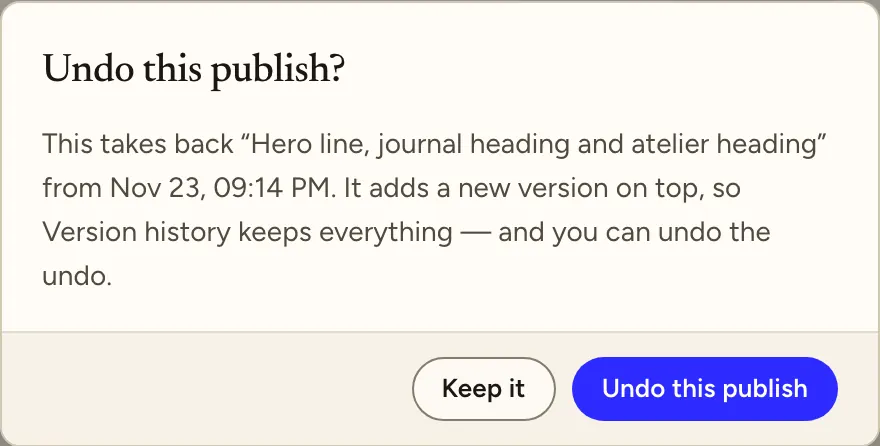 Undo this publish?
This takes back “Hero line, journal heading and atelier heading”
from Nov 23, 09:14 PM. It adds a new version on top, so
Version history keeps everything — and you can undo the
undo.
Keep it
Undo this publish